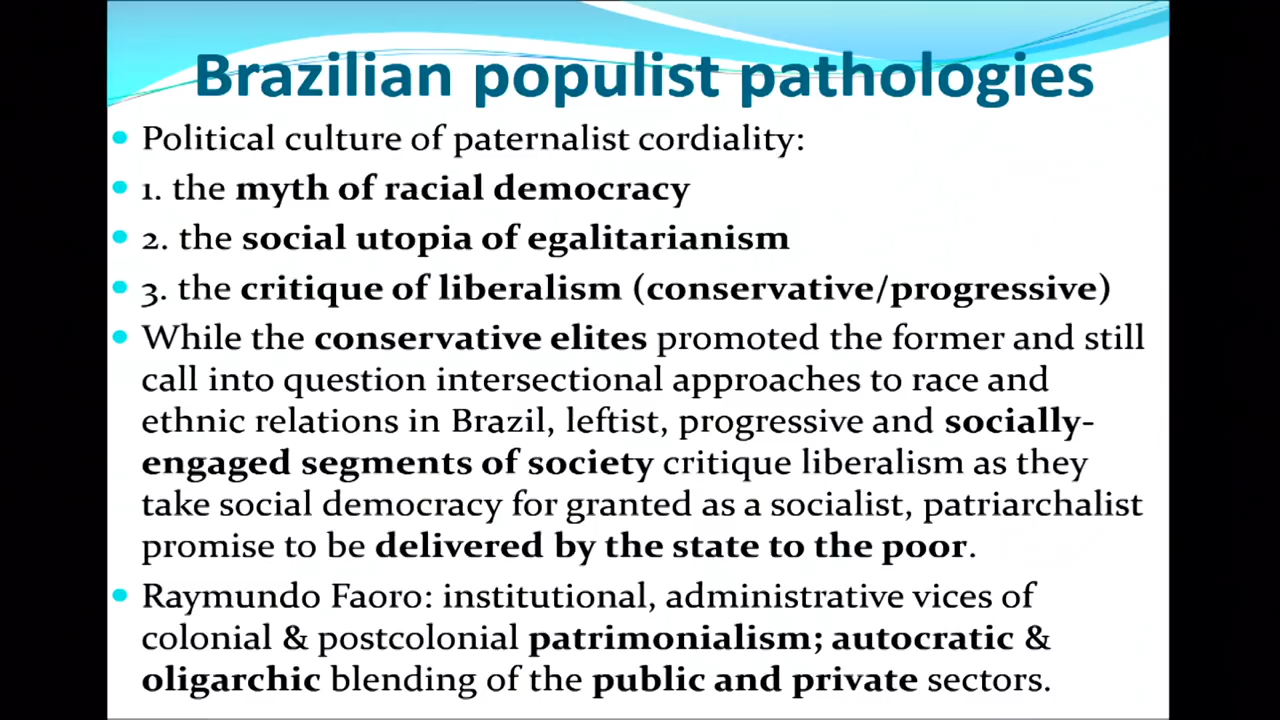 Brazilian populist pathologies
• Political culture of paternalist cordiality:
• 1. the myth of racial democracy
• 2. the social utopia of egalitarianism
• 3. the critique of liberalism (conservative/progressive)
• While the conservative elites promoted the former and still
call into question intersectional approaches to race and
ethnic relations in Brazil, leftist, progressive and socially-
engaged segments of society critique liberalism as they
take social democracy for granted as a socialist, patriarchalist
promise to be delivered by the state to the poor.
• Raymundo Faoro: institutional, administrative vices of
colonial & postcolonial patrimonialism; autocratic &
oligarchic blending of the public and private sectors.